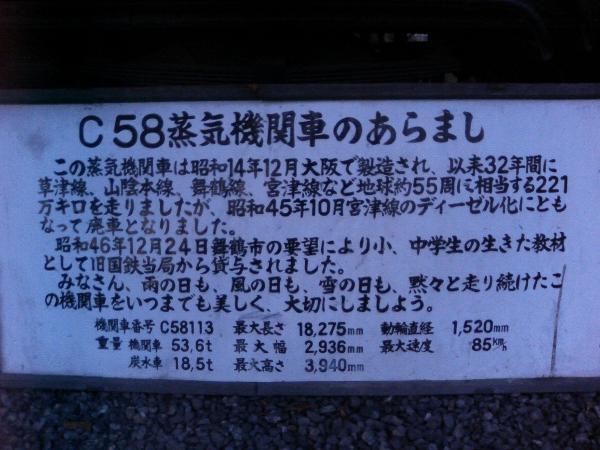 C58蒸気機関車のあらまし
この蒸気機関車は昭和14年12月大阪で製造され、以来32年間に
草津線、山陰本線、舞鶴線、宮津線など地球約55周に相当する221
万キロを走りましたが、昭和45年10月宮津線のディーゼル化にとも
なって廃車となりました。
昭和46年12月24日舞鶴市の要望により小、中学生の生きた教材
として旧国鉄当局から貸与されました。
みなさん、雨の日も、風の日も、雪の日も、黙々と走り続けたこ
の機関車をいつまでも美しく、大切にしましょう。
機関車番号 C58113 最大長さ 18,275mm 動輪直経 1,520mm
重量 機関車 53,6t 最大幅 2,936mm 最大速度 85km/h
炭水車 18,5t 最大高さ 3,940mm